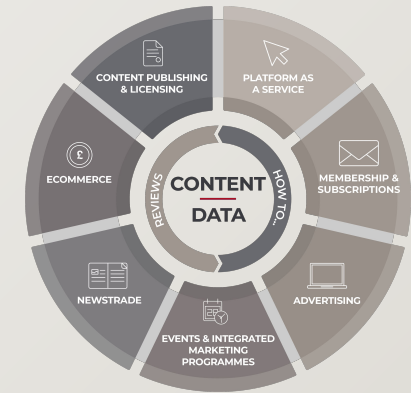 CONTENT PUBLISHING
& LICENSING
PLATFORM AS
A SERVICE
£
ECOMMERCE
MEMBERSHIP &
SUBSCRIPTIONS
REVIEWS
CONTENT
DATA
HOW TO...
NEWSTRADE
ADVERTISING
EVENTS & INTEGRATED
MARKETING
PROGRAMMES